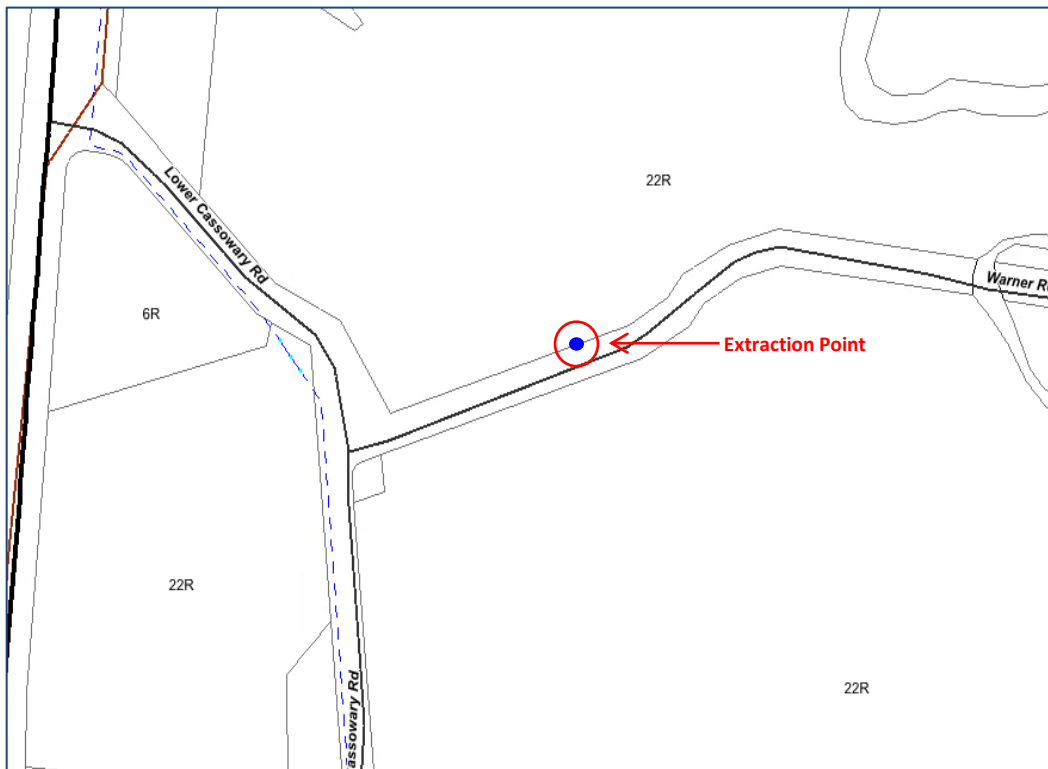 22R
Lower Cassowary Rd
Warner R
6R
Extraction Point
22R
22R
assowary Rd